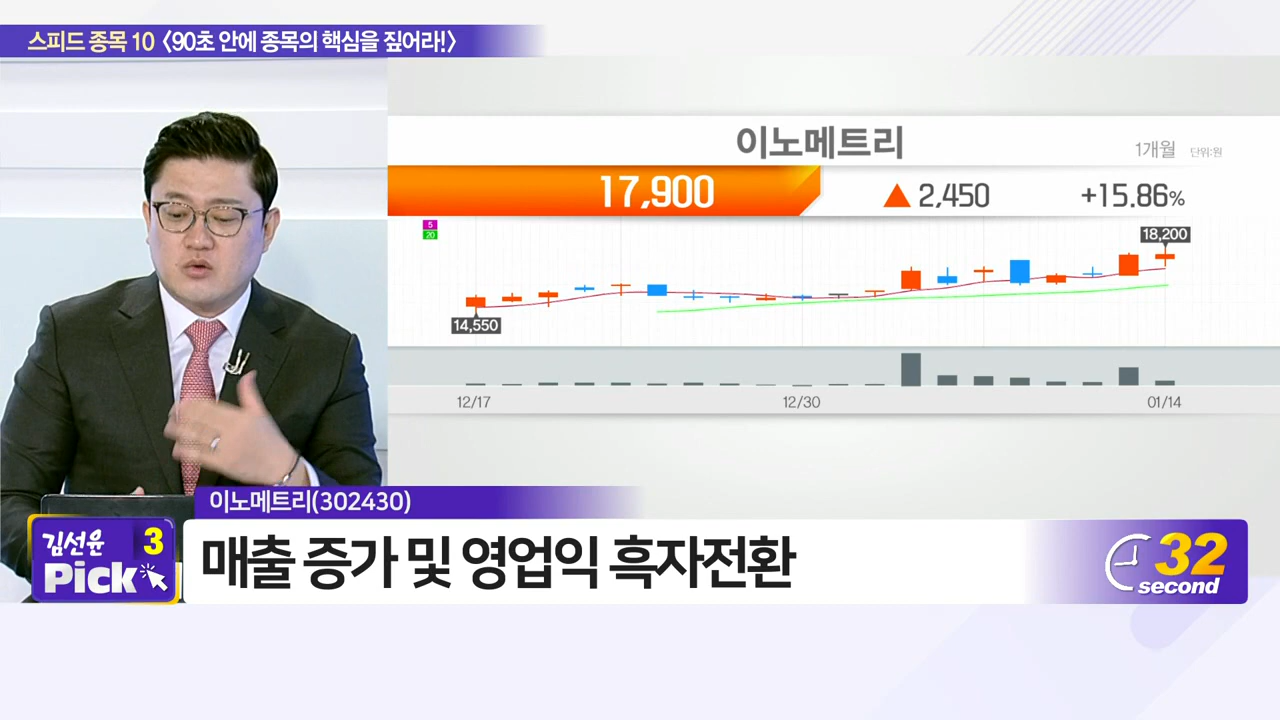 스피드 종목 10 〈90초 안에 종목의 핵심을 짚어라!〉
이노메트리
1개월 단위:원
17,900 ▲ 2,450 +15.86%
5
20
18,200
14,550
12/17 12/30 01/14
이노메트리(302430)
김선윤 3
Pick
매출 증가 및 영업익 흑자전환
32
second